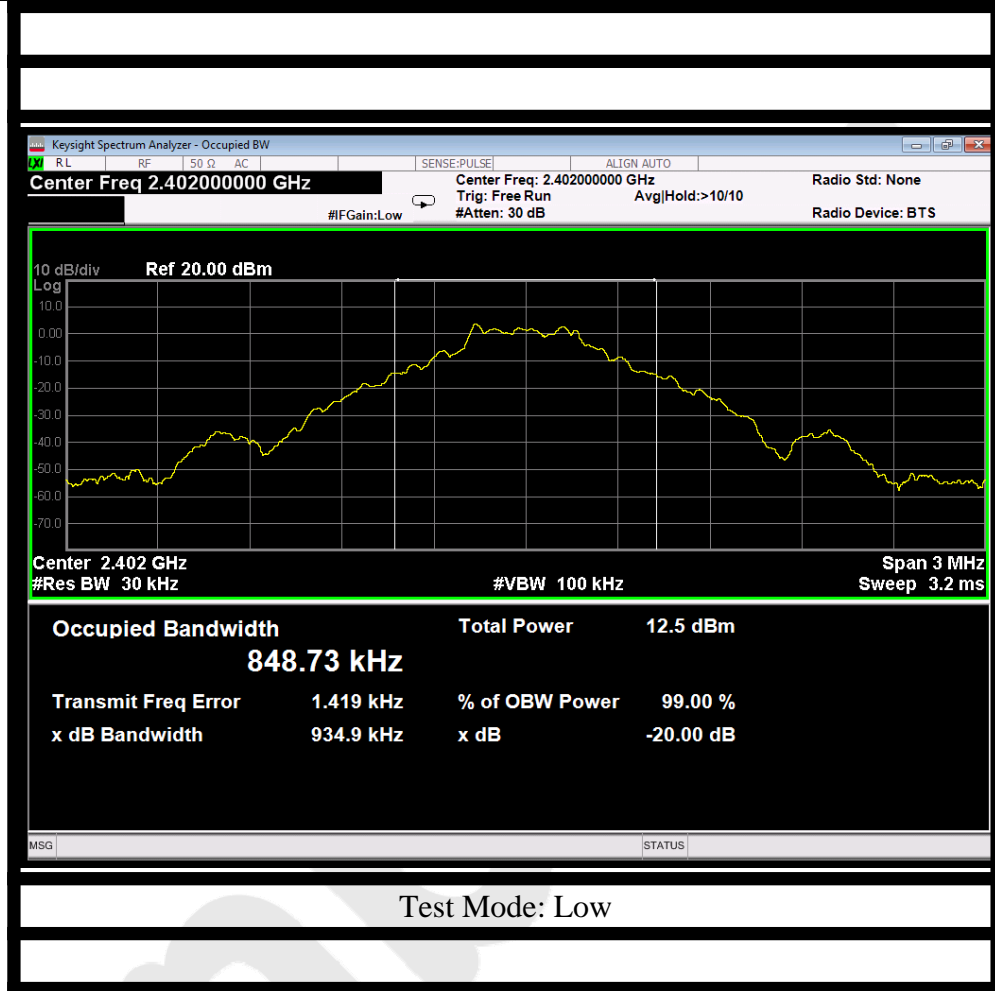 Keysight Spectrum Analyzer - Occupied BW
LXI RL RF 50 Ω AC SENSE:PULSE ALIGN AUTO
Center Freq 2.402000000 GHz
Center Freq: 2.402000000 GHz Radio Std: None
Trig: Free Run Avg|Hold:>10/10
#IFGain:Low #Atten: 30 dB Radio Device: BTS
10 dB/div Ref 20.00 dBm
Log
10.0
0.00
-10.0
-20.0
-30.0
-40.0
-50.0
-60.0
-70.0
Center 2.402 GHz Span 3 MHz
#Res BW 30 kHz #VBW 100 kHz Sweep 3.2 ms
Occupied Bandwidth Total Power 12.5 dBm
848.73 kHz
Transmit Freq Error 1.419 kHz % of OBW Power 99.00 %
x dB Bandwidth 934.9 kHz x dB -20.00 dB
MSG STATUS
Test Mode: Low